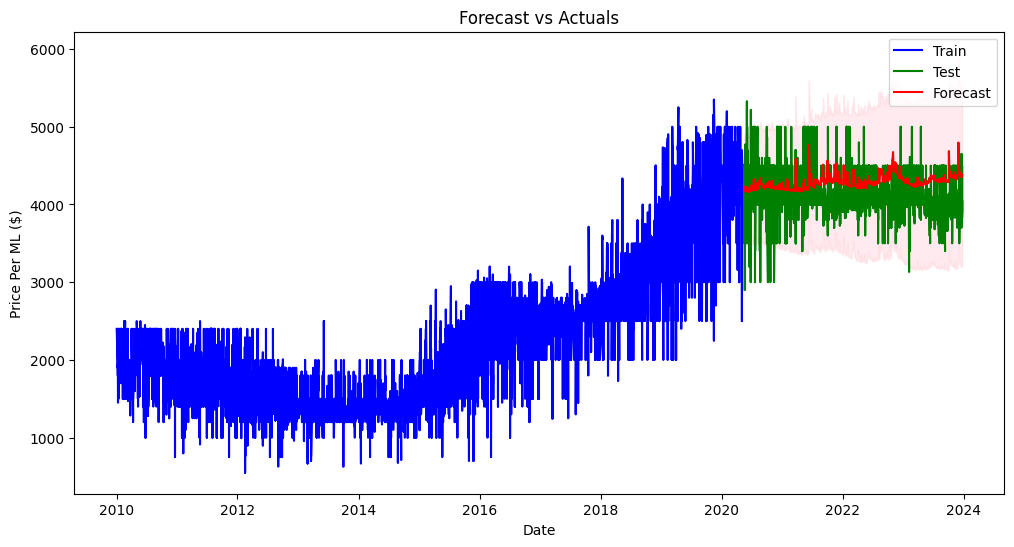 Forecast vs Actuals
Train
Test
Forecast
Price Per ML ($)
6000
5000
4000
3000
2000
1000
2010 2012 2014 2016 2018 2020 2022 2024
Date